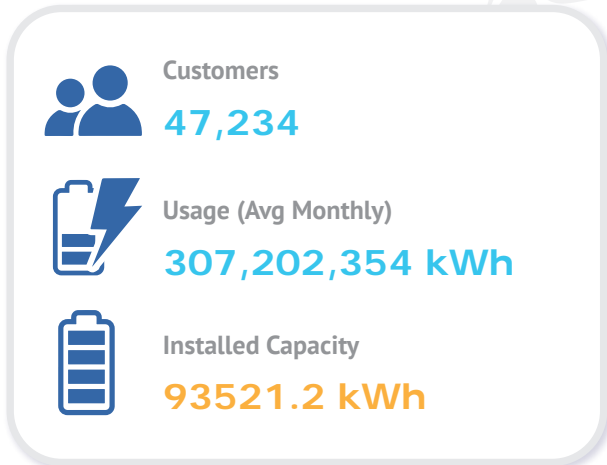 Customers
47,234
Usage (Avg Monthly)
307,202,354 kWh
Installed Capacity
93521.2 kWh